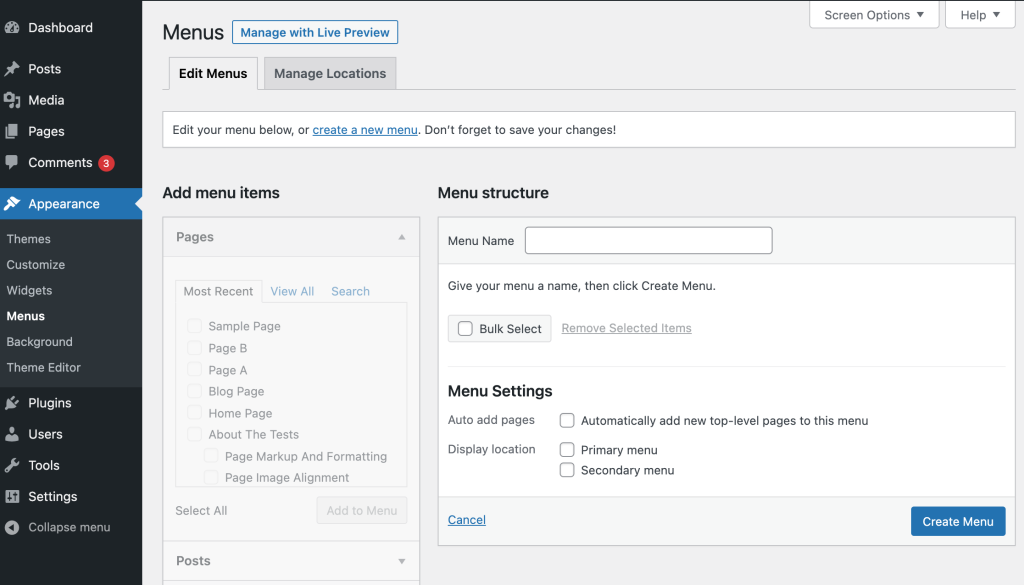 Dashboard
Posts
Media
Pages
Comments 3
Appearance
Themes
Customize
Widgets
Menus
Background
Theme Editor
Plugins
Users
Tools
Settings
Collapse menu
Screen Options
Help
Menus Manage with Live Preview
Edit Menus
Manage Locations
Edit your menu below, or create a new menu. Don't forget to save your changes!
Add menu items
Pages
Most Recent View All Search
Sample Page
Page B
Page A
Blog Page
Home Page
About The Tests
Page Markup And Formatting
Page Image Alignment
Select All
Add to Menu
Posts
Menu structure
Menu Name
Give your menu a name, then click Create Menu.
Bulk Select
Remove Selected Items
Menu Settings
Auto add pages
Automatically add new top-level pages to this menu
Display location
Primary menu
Secondary menu
Cancel
Create Menu